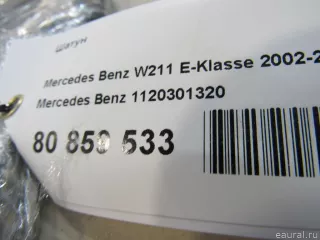 Шатун
Mercedes Benz W211 E-Klasse 2002-2
Mercedes Benz 1120301320
80 850 533
eaural.ru